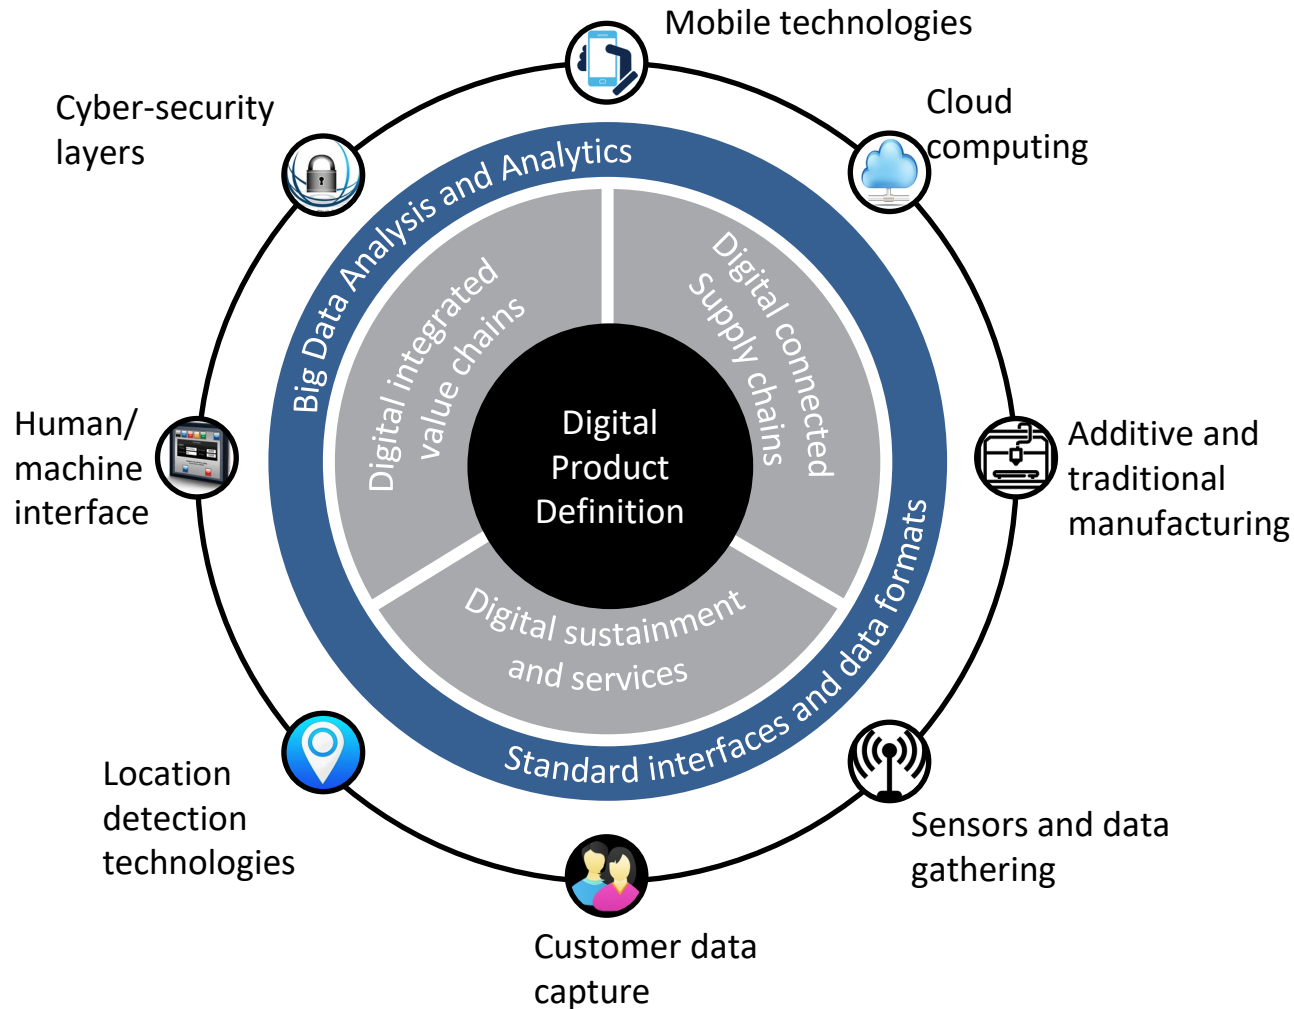 Mobile technologies
Cloud
computing
Cyber-security
layers
Big Data Analysis and Analytics
Digital integrated
value chains
Digital connected
Supply chains
Human/
machine
interface
Digital
Product
Definition
Additive and
traditional
manufacturing
Digital sustainment
and services
Standard interfaces and data formats
Location
detection
technologies
Sensors and data
gathering
Customer data
capture